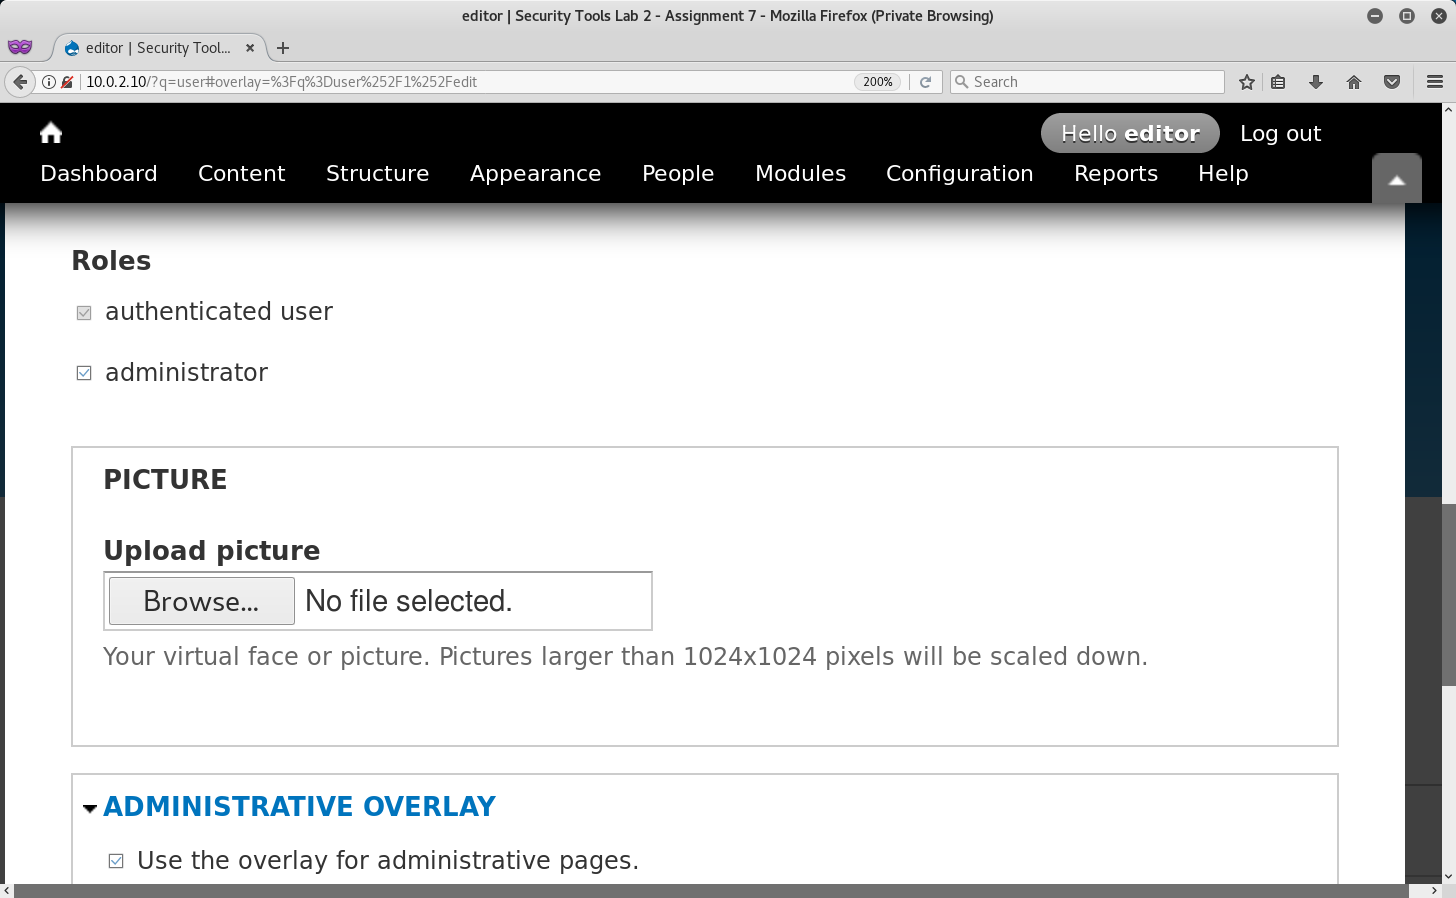 editor | Security Tools Lab 2 - Assignment 7 - Mozilla Firefox (Private Browsing)
editor | Security Tool...
10.0.2.10/?q=user#overlay=%3Fq%3Duser%252F1%252Fedit
200%
Search
Hello editor
Log out
Dashboard
Content
Structure
Appearance
People
Modules
Configuration
Reports
Help
Roles
authenticated user
administrator
PICTURE
Upload picture
Browse...
No file selected.
Your virtual face or picture. Pictures larger than 1024x1024 pixels will be scaled down.
ADMINISTRATIVE OVERLAY
Use the overlay for administrative pages.